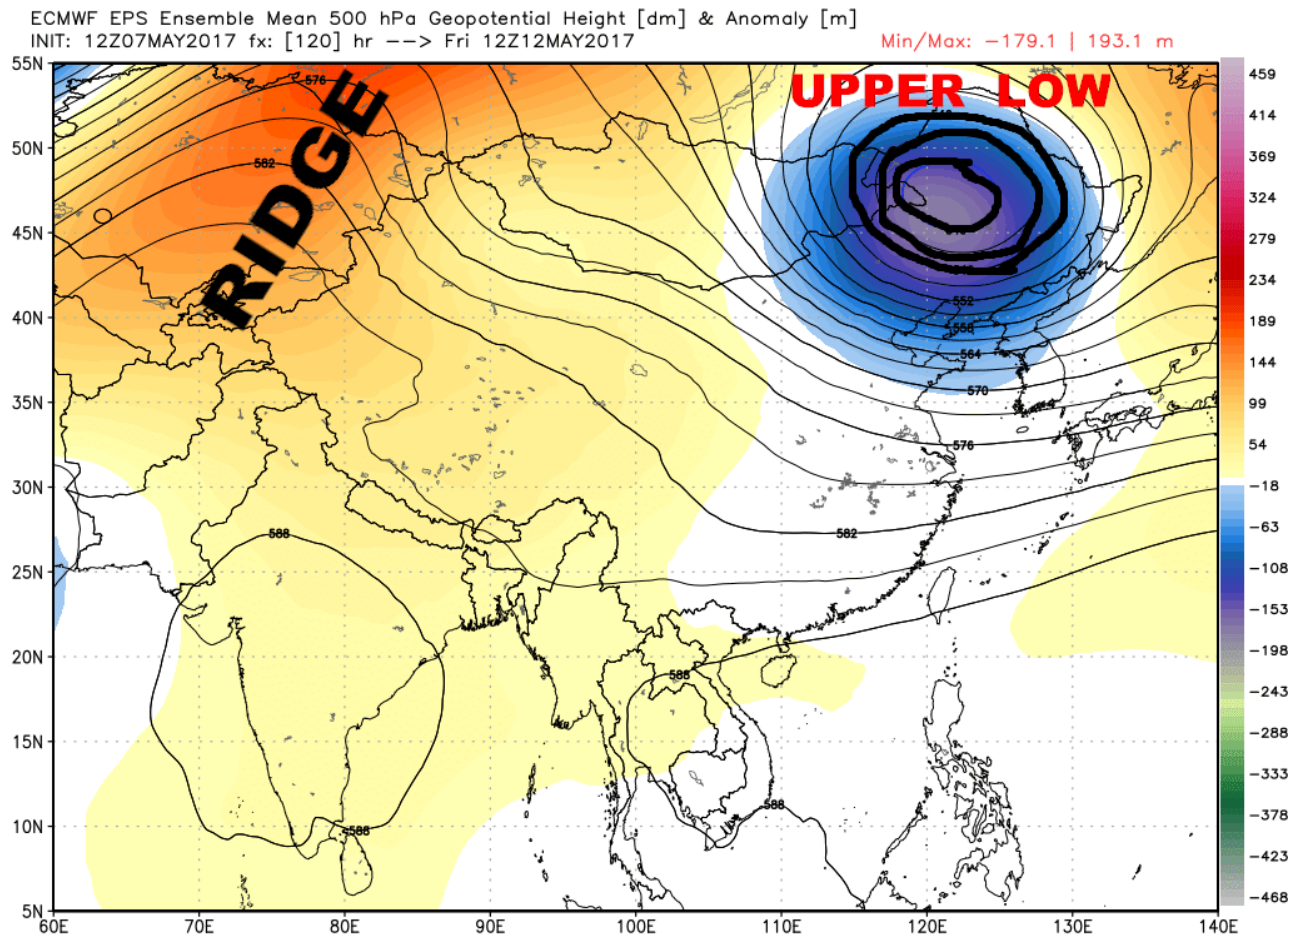 ECMWF EPS Ensemble Mean 500 hPa Geopotential Height [dm] & Anomaly [m]
INIT: 12Z07MAY2017 fx: [120] hr --> Fri 12Z12MAY2017
Min/Max: -179.1 | 193.1 m
UPPER LOW
RIDGE
55N
50N
45N
40N
35N
30N
25N
20N
15N
10N
5N
60E
70E
80E
90E
100E
110E
120E
130E
140E
576
582
552
558
564
570
576
582
588
588
588
588
459
414
369
324
279
234
189
144
99
54
-18
-63
-108
-153
-198
-243
-288
-333
-378
-423
-468